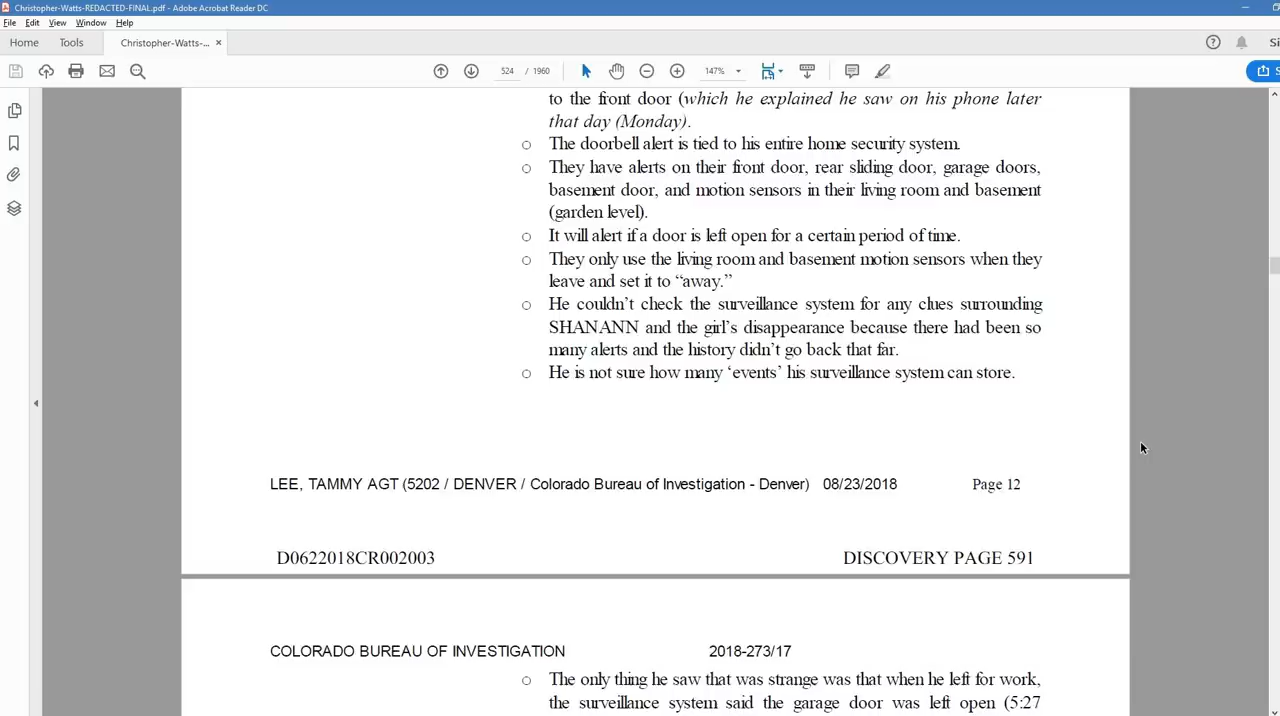 Christopher-Watts-REDACTED-FINAL.pdf - Adobe Acrobat Reader DC
File Edit View Window Help
Home Tools Christopher-Watts-... ×
524 / 1960 147%
to the front door (which he explained he saw on his phone later
that day (Monday).
o The doorbell alert is tied to his entire home security system.
o They have alerts on their front door, rear sliding door, garage doors,
basement door, and motion sensors in their living room and basement
(garden level).
o It will alert if a door is left open for a certain period of time.
o They only use the living room and basement motion sensors when they
leave and set it to “away.”
o He couldn’t check the surveillance system for any clues surrounding
SHANANN and the girl’s disappearance because there had been so
many alerts and the history didn’t go back that far.
o He is not sure how many ‘events’ his surveillance system can store.
LEE, TAMMY AGT (5202 / DENVER / Colorado Bureau of Investigation - Denver) 08/23/2018 Page 12
D0622018CR002003 DISCOVERY PAGE 591
COLORADO BUREAU OF INVESTIGATION 2018-273/17
o The only thing he saw that was strange was that when he left for work,
the surveillance system said the garage door was left open (5:27